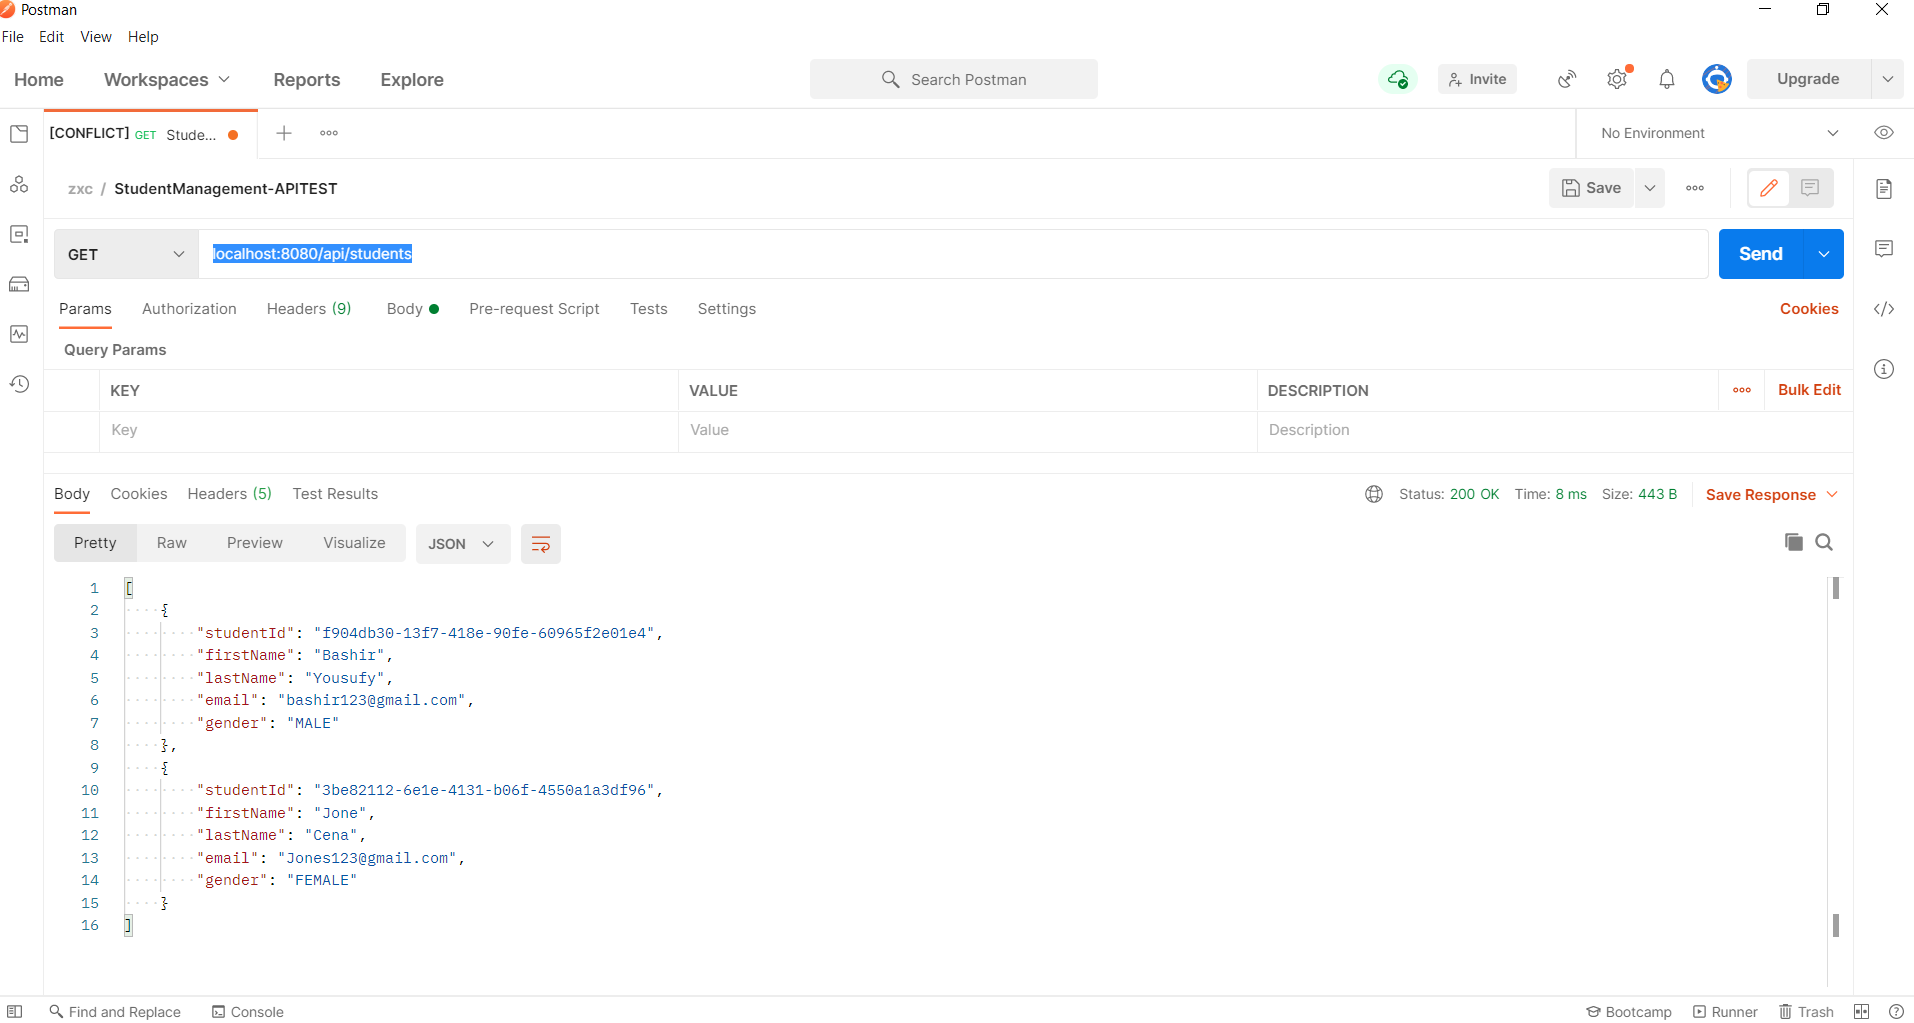 Postman
File Edit View Help
Home Workspaces Reports Explore Search Postman Invite Upgrade
[CONFLICT] GET Stude... No Environment
zxc / StudentManagement-APITEST Save
GET localhost:8080/api/students Send
Params Authorization Headers (9) Body Pre-request Script Tests Settings Cookies
Query Params
KEY VALUE DESCRIPTION Bulk Edit
Key Value Description
Body Cookies Headers (5) Test Results Status: 200 OK Time: 8 ms Size: 443 B Save Response
Pretty Raw Preview Visualize JSON
1 [
2 {
3 "studentId": "f904db30-13f7-418e-90fe-60965f2e01e4",
4 "firstName": "Bashir",
5 "lastName": "Yousufy",
6 "email": "bashir123@gmail.com",
7 "gender": "MALE"
8 },
9 {
10 "studentId": "3be82112-6e1e-4131-b06f-4550a1a3df96",
11 "firstName": "Jone",
12 "lastName": "Cena",
13 "email": "Jones123@gmail.com",
14 "gender": "FEMALE"
15 }
16 ]
Find and Replace Console Bootcamp Runner Trash